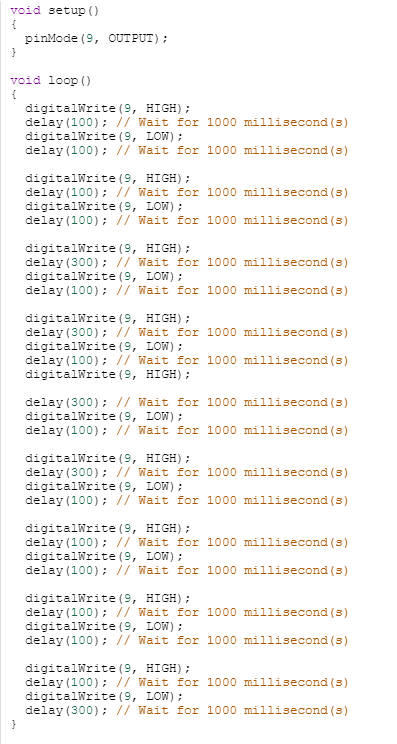 void setup()
{
  pinMode(9, OUTPUT);
}

void loop()
{
  digitalWrite(9, HIGH);
  delay(100); // Wait for 1000 millisecond(s)
  digitalWrite(9, LOW);
  delay(100); // Wait for 1000 millisecond(s)

  digitalWrite(9, HIGH);
  delay(100); // Wait for 1000 millisecond(s)
  digitalWrite(9, LOW);
  delay(100); // Wait for 1000 millisecond(s)

  digitalWrite(9, HIGH);
  delay(300); // Wait for 1000 millisecond(s)
  digitalWrite(9, LOW);
  delay(100); // Wait for 1000 millisecond(s)

  digitalWrite(9, HIGH);
  delay(300); // Wait for 1000 millisecond(s)
  digitalWrite(9, LOW);
  delay(100); // Wait for 1000 millisecond(s)
  digitalWrite(9, HIGH);

  delay(300); // Wait for 1000 millisecond(s)
  digitalWrite(9, LOW);
  delay(100); // Wait for 1000 millisecond(s)

  digitalWrite(9, HIGH);
  delay(300); // Wait for 1000 millisecond(s)
  digitalWrite(9, LOW);
  delay(100); // Wait for 1000 millisecond(s)

  digitalWrite(9, HIGH);
  delay(100); // Wait for 1000 millisecond(s)
  digitalWrite(9, LOW);
  delay(100); // Wait for 1000 millisecond(s)

  digitalWrite(9, HIGH);
  delay(100); // Wait for 1000 millisecond(s)
  digitalWrite(9, LOW);
  delay(100); // Wait for 1000 millisecond(s)

  digitalWrite(9, HIGH);
  delay(100); // Wait for 1000 millisecond(s)
  digitalWrite(9, LOW);
  delay(300); // Wait for 1000 millisecond(s)
}